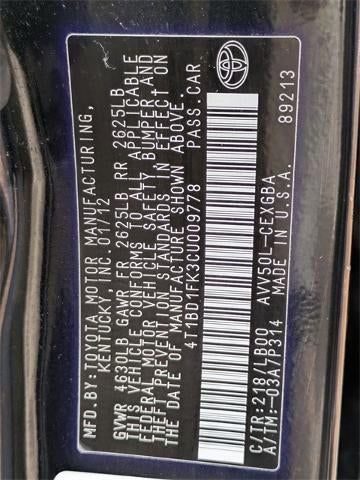 MFD.BY:TOYOTA MOTOR MANUFACTURING,
KENTUCKY, INC.01/12
GVWR 4630LB GAWR FR 2625LB RR 2625LB
THIS VEHICLE CONFORMS TO ALL APPLICABLE
FEDERAL MOTOR VEHICLE SAFETY, BUMPER,AND
THEFT PREVENTION STANDARDS IN EFFECT ON
THE DATE OF MANUFACTURE SHOWN ABOVE.
4T1BD1FK3CU009778 PASS.CAR
C/TR:218/LB00 AVV50L-CEXGBA
A/TM:-03A/P314 MADE IN U.S.A.
89213